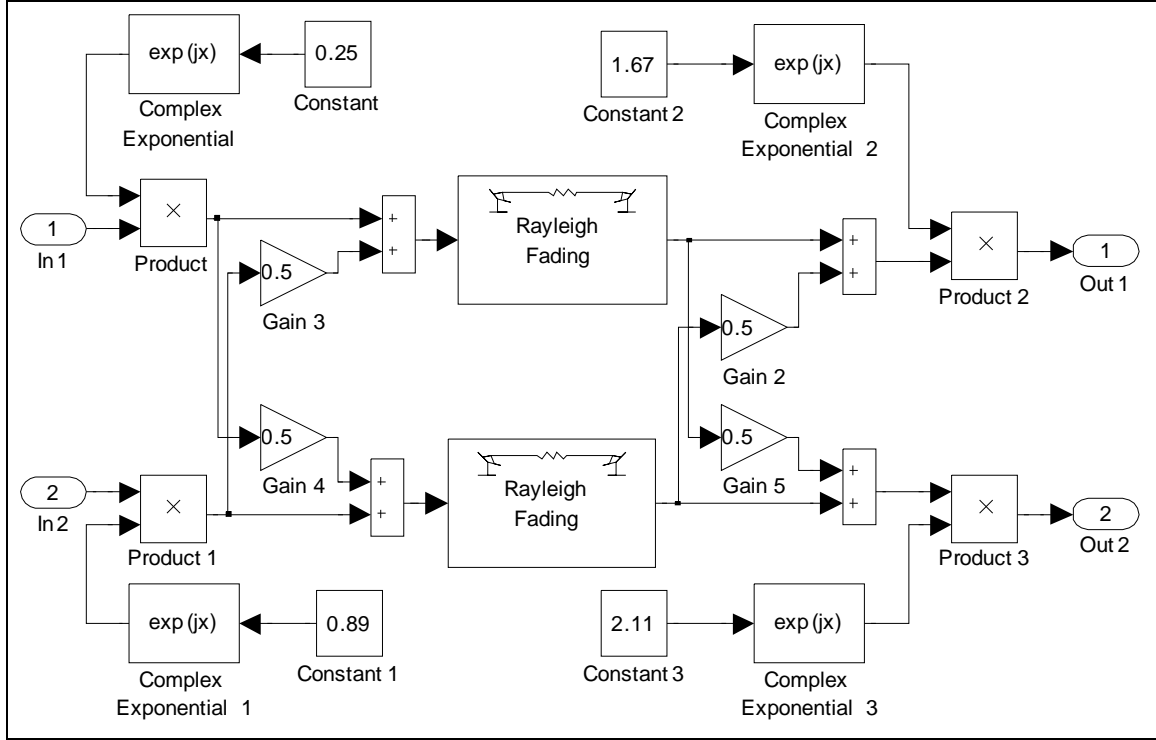 exp(jx)
0.25
Complex
Exponential
Constant
1.67
exp(jx)
Constant 2
Complex
Exponential 2
1
In 1
×
Product
+
+
Rayleigh
Fading
0.5
Gain 3
+
+
×
Product 2
1
Out 1
0.5
Gain 2
0.5
Gain 4
+
+
Rayleigh
Fading
0.5
Gain 5
+
+
2
In 2
×
Product 1
×
Product 3
2
Out 2
exp(jx)
0.89
Complex
Exponential 1
Constant 1
2.11
exp(jx)
Constant 3
Complex
Exponential 3